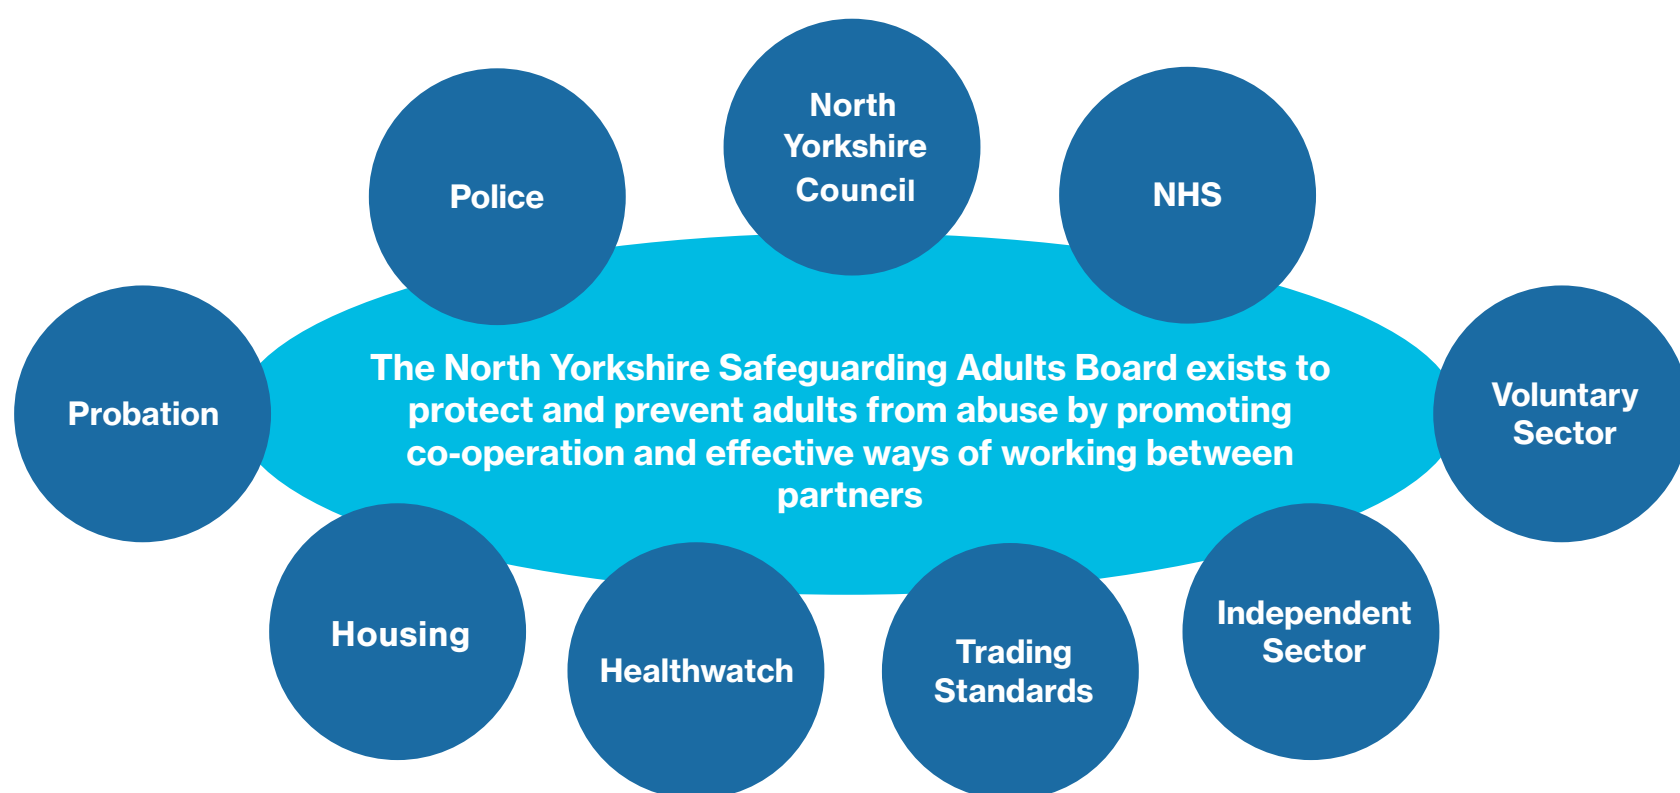 North
Yorkshire
Council
Police
NHS
The North Yorkshire Safeguarding Adults Board exists to
protect and prevent adults from abuse by promoting
co-operation and effective ways of working between
partners
Probation
Voluntary
Sector
Housing
Healthwatch
Trading
Standards
Independent
Sector